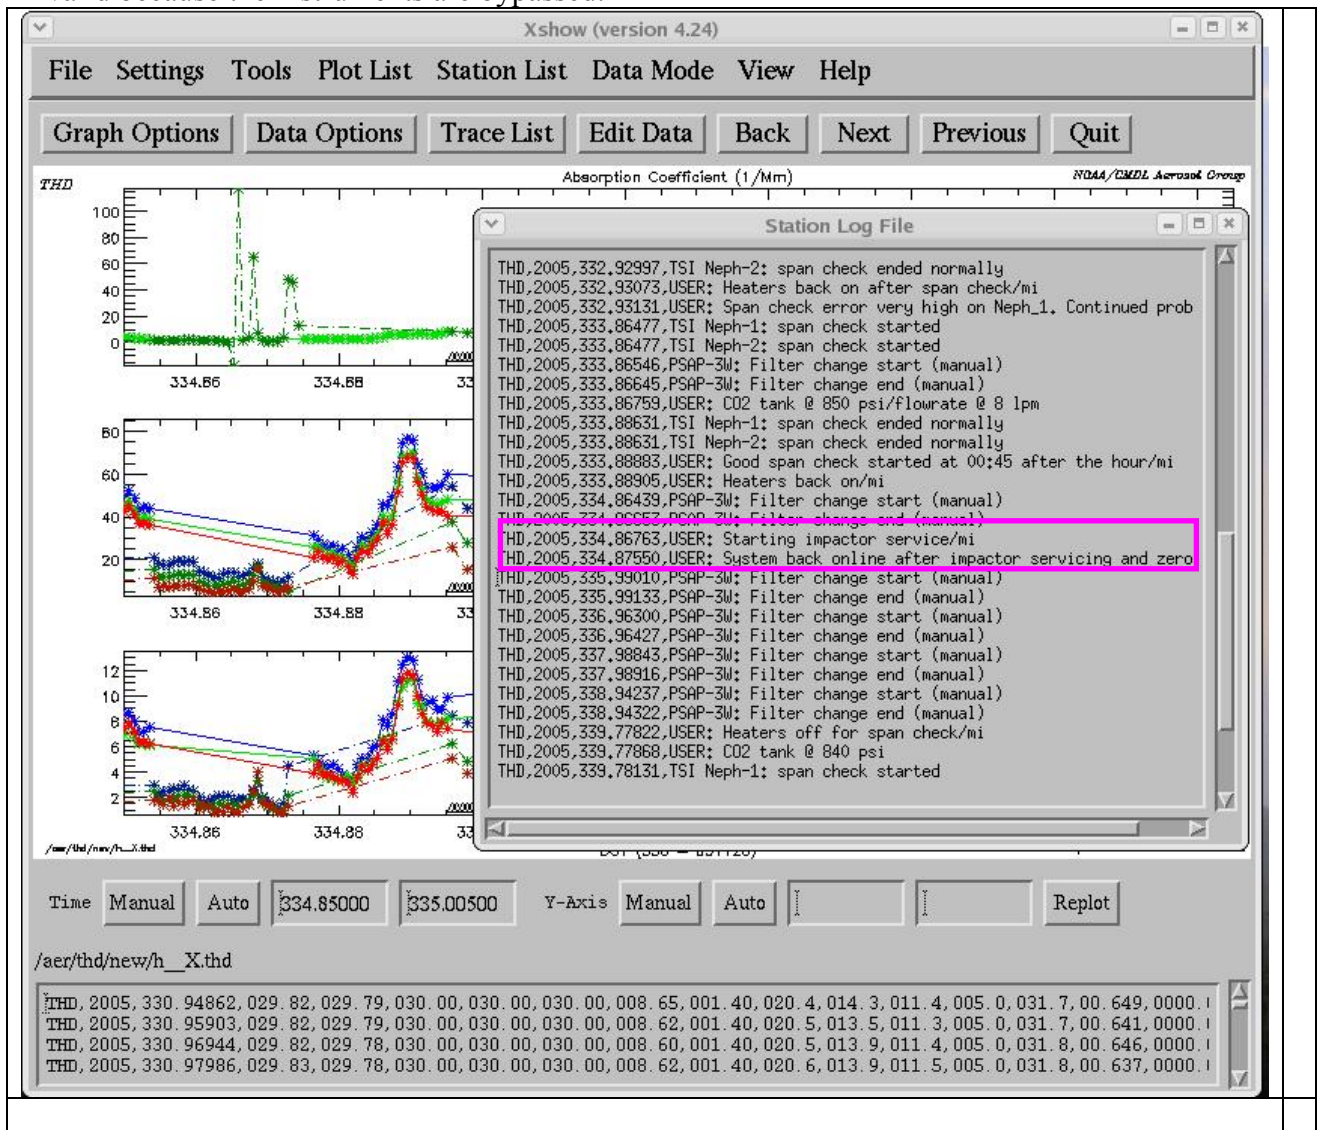 Xshow (version 4.24)
File Settings Tools Plot List Station List Data Mode View Help
Graph Options Data Options Trace List Edit Data Back Next Previous Quit
THD
Absorption Coefficient (1/Mm)
NOAA/CMDL Aerosol Group
100
80
60
40
20
0
334.86 334.88 33
80
60
40
20
334.86 334.88 33
12
10
8
6
4
2
334.86 334.88 33
/aer/thd/new/h__X.thd
Station Log File
THD,2005,332.92997,TSI Neph-2: span check ended normally
THD,2005,332.93073,USER: Heaters back on after span check/mi
THD,2005,332.93131,USER: Span check error very high on Neph_1. Continued prob
THD,2005,333.86477,TSI Neph-1: span check started
THD,2005,333.86477,TSI Neph-2: span check started
THD,2005,333.86546,PSAP-3W: Filter change start (manual)
THD,2005,333.86645,PSAP-3W: Filter change end (manual)
THD,2005,333.86759,USER: CO2 tank @ 850 psi/flowrate @ 8 lpm
THD,2005,333.88631,TSI Neph-1: span check ended normally
THD,2005,333.88631,TSI Neph-2: span check ended normally
THD,2005,333.88883,USER: Good span check started at 00:45 after the hour/mi
THD,2005,333.88905,USER: Heaters back on/mi
THD,2005,334.86439,PSAP-3W: Filter change start (manual)
PSAP-3W: Filter change end (manual)
THD,2005,334.86763,USER: Starting impactor service/mi
THD,2005,334.87550,USER: System back online after impactor servicing and zero
THD,2005,335.99010,PSAP-3W: Filter change start (manual)
THD,2005,335.99133,PSAP-3W: Filter change end (manual)
THD,2005,336.96300,PSAP-3W: Filter change start (manual)
THD,2005,336.96427,PSAP-3W: Filter change end (manual)
THD,2005,337.98843,PSAP-3W: Filter change start (manual)
THD,2005,337.98916,PSAP-3W: Filter change end (manual)
THD,2005,338.94237,PSAP-3W: Filter change start (manual)
THD,2005,338.94322,PSAP-3W: Filter change end (manual)
THD,2005,339.77822,USER: Heaters off for span check/mi
THD,2005,339.77868,USER: CO2 tank @ 840 psi
THD,2005,339.78131,TSI Neph-1: span check started
Time Manual Auto 334.85000 335.00500 Y-Axis Manual Auto Replot
/aer/thd/new/h__X.thd
THD, 2005, 330. 94862, 029. 82, 029. 79, 030. 00, 030. 00, 030. 00, 008. 65, 001. 40, 020. 4, 014. 3, 011. 4, 005. 0, 031. 7, 00. 649, 0000.
THD, 2005, 330. 95903, 029. 82, 029. 79, 030. 00, 030. 00, 030. 00, 008. 62, 001. 40, 020. 5, 013. 5, 011. 3, 005. 0, 031. 7, 00. 641, 0000.
THD, 2005, 330. 96944, 029. 82, 029. 78, 030. 00, 030. 00, 030. 00, 008. 60, 001. 40, 020. 5, 013. 9, 011. 4, 005. 0, 031. 8, 00. 646, 0000.
THD, 2005, 330. 97986, 029. 83, 029. 78, 030. 00, 030. 00, 030. 00, 008. 62, 001. 40, 020. 6, 013. 9, 011. 5, 005. 0, 031. 8, 00. 637, 0000.